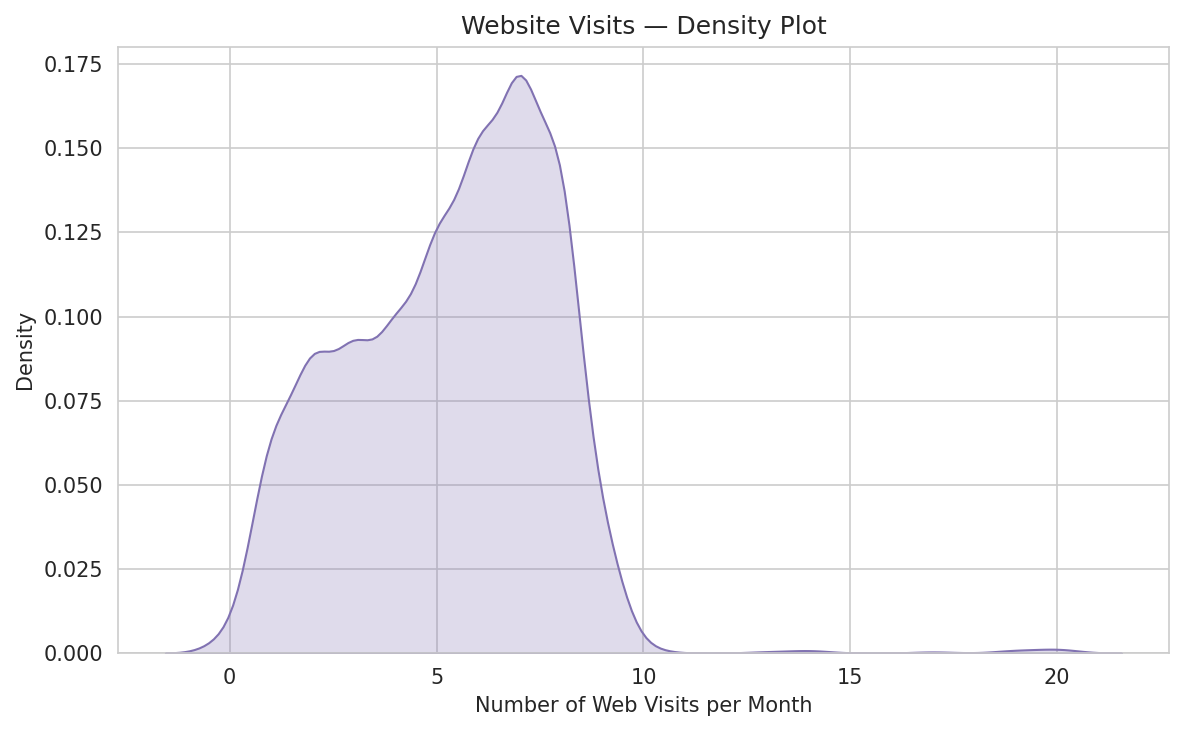 Website Visits — Density Plot
0.175
0.150
0.125
0.100
0.075
0.050
0.025
0.000
Density
0 5 10 15 20
Number of Web Visits per Month